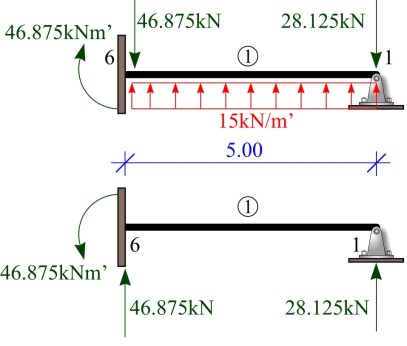 46.875kN 28.125kN
46.875kNm’
6 1 1
15kN/m’
5.00
1
6 1
46.875kNm’
46.875kN 28.125kN